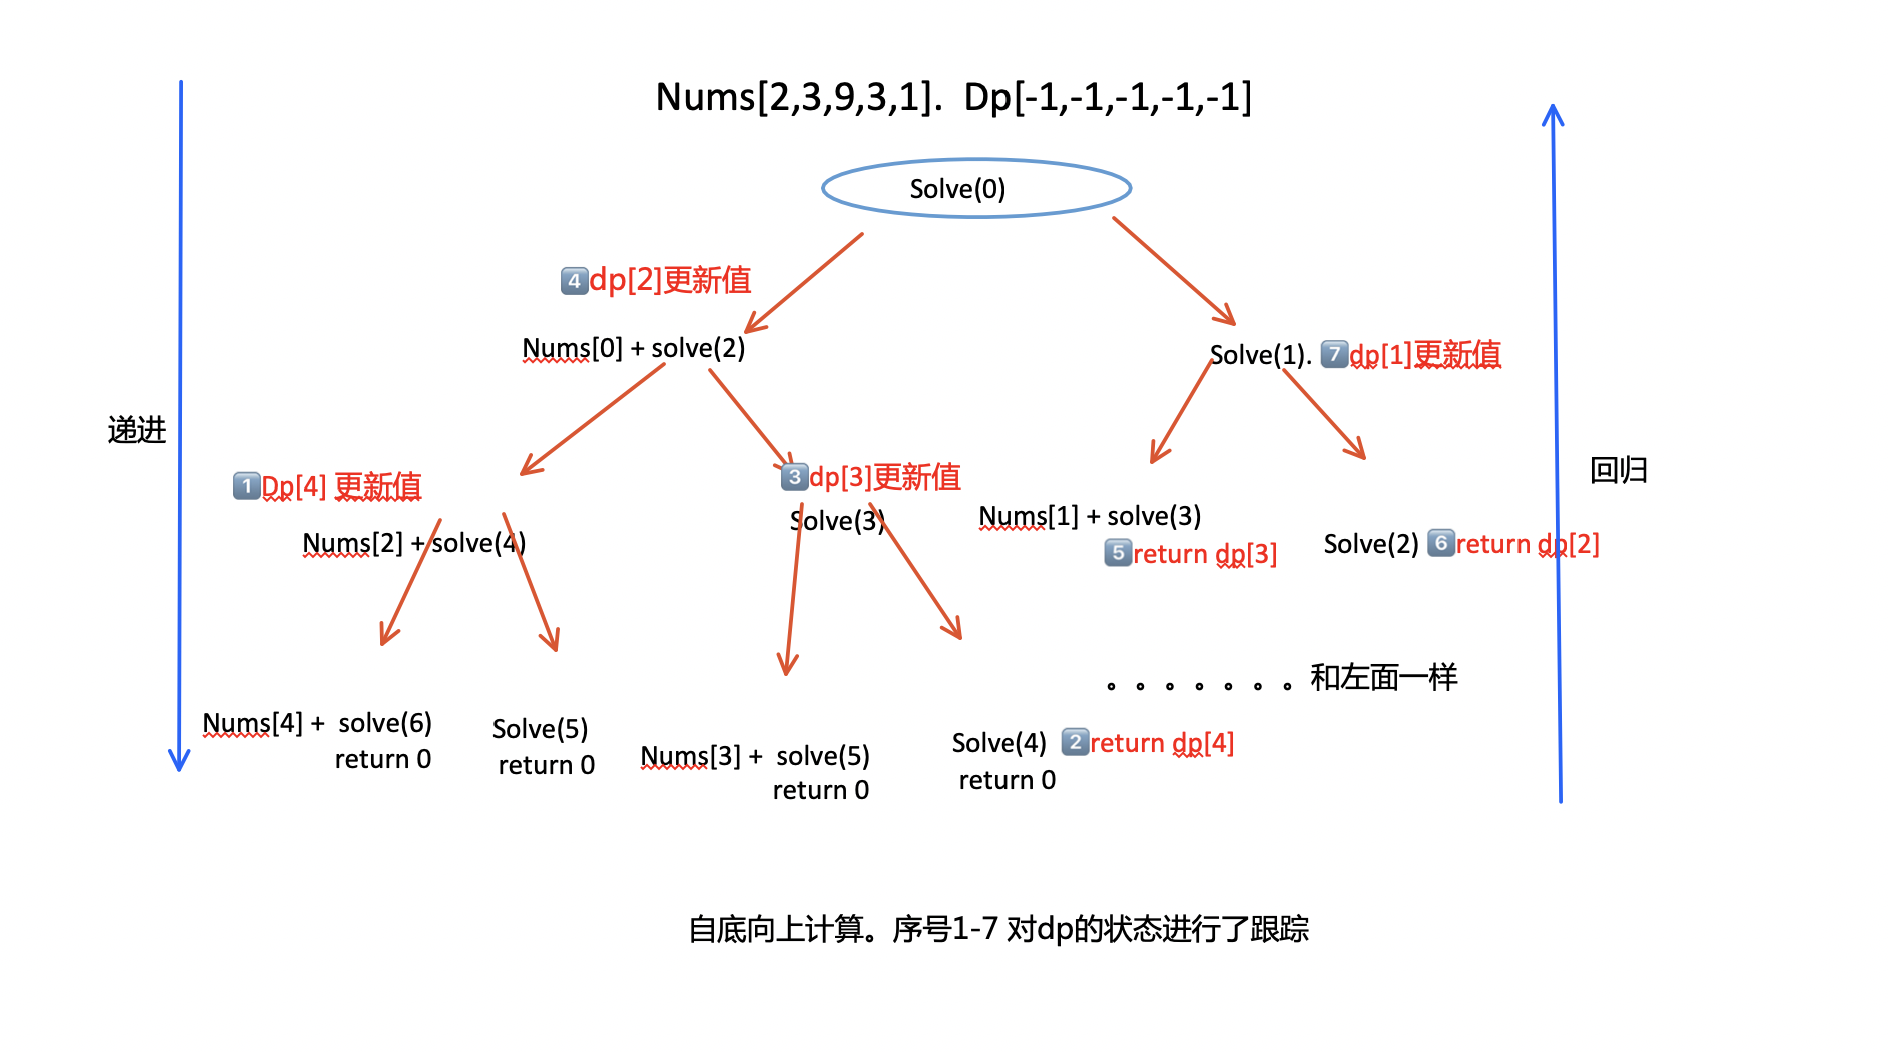 Nums[2,3,9,3,1].  Dp[-1,-1,-1,-1,-1]
Solve(0)
4dp[2]更新值
Nums[0] + solve(2)
Solve(1). 7dp[1]更新值
递进
回归
1Dp[4] 更新值
3dp[3]更新值
Nums[2] + solve(4)
Solve(3)
Nums[1] + solve(3)
5return dp[3]
Solve(2) 6return dp[2]
。。。。。。。和左面一样
Nums[4] +  solve(6)
return 0
Solve(5)
return 0
Nums[3] +  solve(5)
return 0
Solve(4)  2return dp[4]
return 0
自底向上计算。序号1-7 对dp的状态进行了跟踪